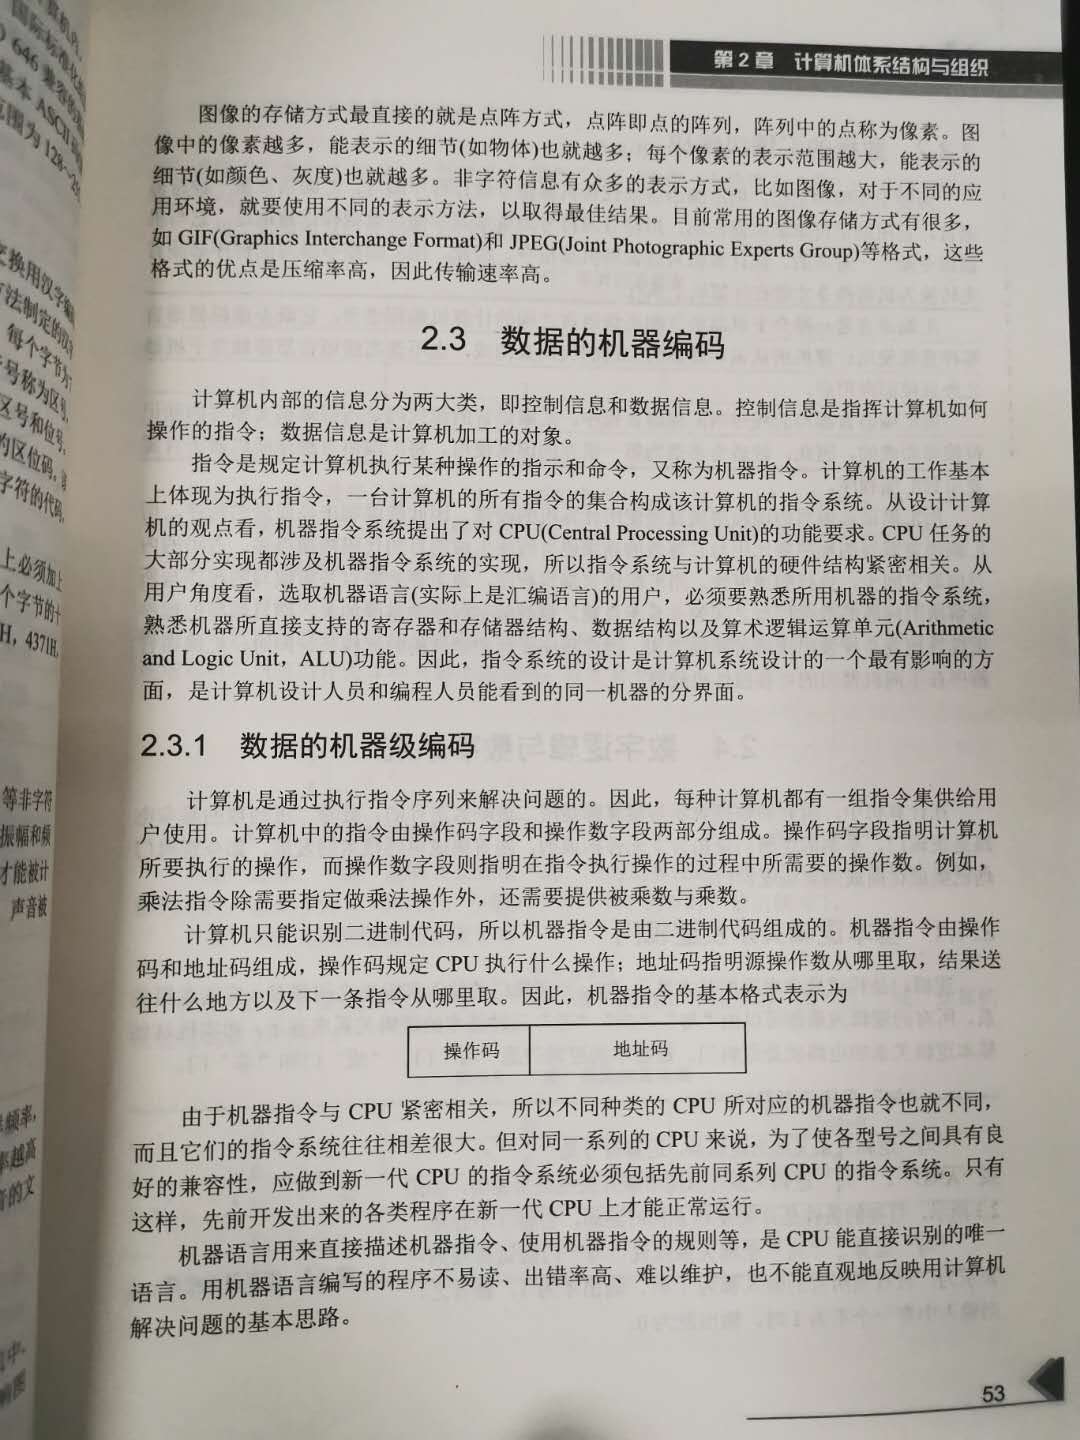 第2章 计算机体系结构与组织
图像的存储方式最直接的就是点阵方式，点阵即点的阵列，阵列中的点称为像素。图
像中的像素越多，能表示的细节(如物体)也就越多；每个像素的表示范围越大，能表示的
细节(如颜色、灰度)也就越多。非字符信息有众多的表示方式，比如图像，对于不同的应
用环境，就要使用不同的表示方法，以取得最佳结果。目前常用的图像存储方式有很多，
如 GIF(Graphics Interchange Format)和 JPEG(Joint Photographic Experts Group)等格式，这些
格式的优点是压缩率高，因此传输速率高。
2.3 数据的机器编码
计算机内部的信息分为两大类，即控制信息和数据信息。控制信息是指挥计算机如何
操作的指令；数据信息是计算机加工的对象。
指令是规定计算机执行某种操作的指示和命令，又称为机器指令。计算机的工作基本
上体现为执行指令，一台计算机的所有指令的集合构成该计算机的指令系统。从设计计算
机的观点看，机器指令系统提出了对 CPU(Central Processing Unit)的功能要求。CPU 任务的
大部分实现都涉及机器指令系统的实现，所以指令系统与计算机的硬件结构紧密相关。从
用户角度看，选取机器语言(实际上是汇编语言)的用户，必须要熟悉所用机器的指令系统，
熟悉机器所直接支持的寄存器和存储器结构、数据结构以及算术逻辑运算单元(Arithmetic
and Logic Unit，ALU)功能。因此，指令系统的设计是计算机系统设计的一个最有影响的方
面，是计算机设计人员和编程人员能看到的同一机器的分界面。
2.3.1 数据的机器级编码
计算机是通过执行指令序列来解决问题的。因此，每种计算机都有一组指令集供给用
户使用。计算机中的指令由操作码字段和操作数字段两部分组成。操作码字段指明计算机
所要执行的操作，而操作数字段则指明在指令执行操作的过程中所需要的操作数。例如，
乘法指令除需要指定做乘法操作外，还需要提供被乘数与乘数。
计算机只能识别二进制代码，所以机器指令是由二进制代码组成的。机器指令由操作
码和地址码组成，操作码规定 CPU 执行什么操作；地址码指明源操作数从哪里取，结果送
往什么地方以及下一条指令从哪里取。因此，机器指令的基本格式表示为
操作码 地址码
由于机器指令与 CPU 紧密相关，所以不同种类的 CPU 所对应的机器指令也就不同，
而且它们的指令系统往往相差很大。但对同一系列的 CPU 来说，为了使各型号之间具有良
好的兼容性，应做到新一代 CPU 的指令系统必须包括先前同系列 CPU 的指令系统。只有
这样，先前开发出来的各类程序在新一代 CPU 上才能正常运行。
机器语言用来直接描述机器指令、使用机器指令的规则等，是 CPU 能直接识别的唯一
语言。用机器语言编写的程序不易读、出错率高、难以维护，也不能直观地反映用计算机
解决问题的基本思路。
53